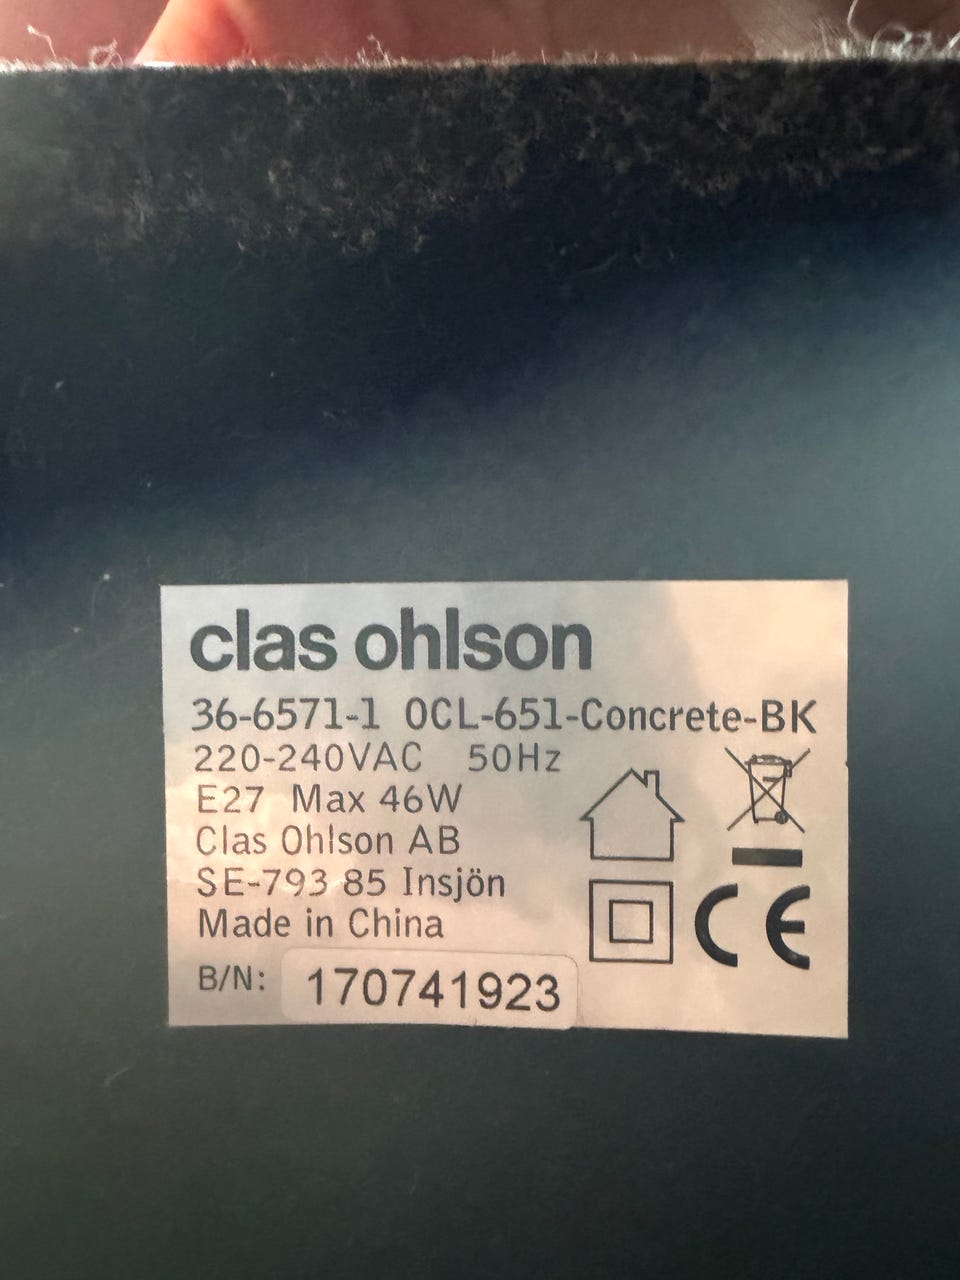 clas ohlson
36-6571-1 OCL-651-Concrete-BK
220-240VAC 50Hz
E27 Max 46W
Clas Ohlson AB
SE-793 85 Insjön
Made in China
B/N: 170741923
CE